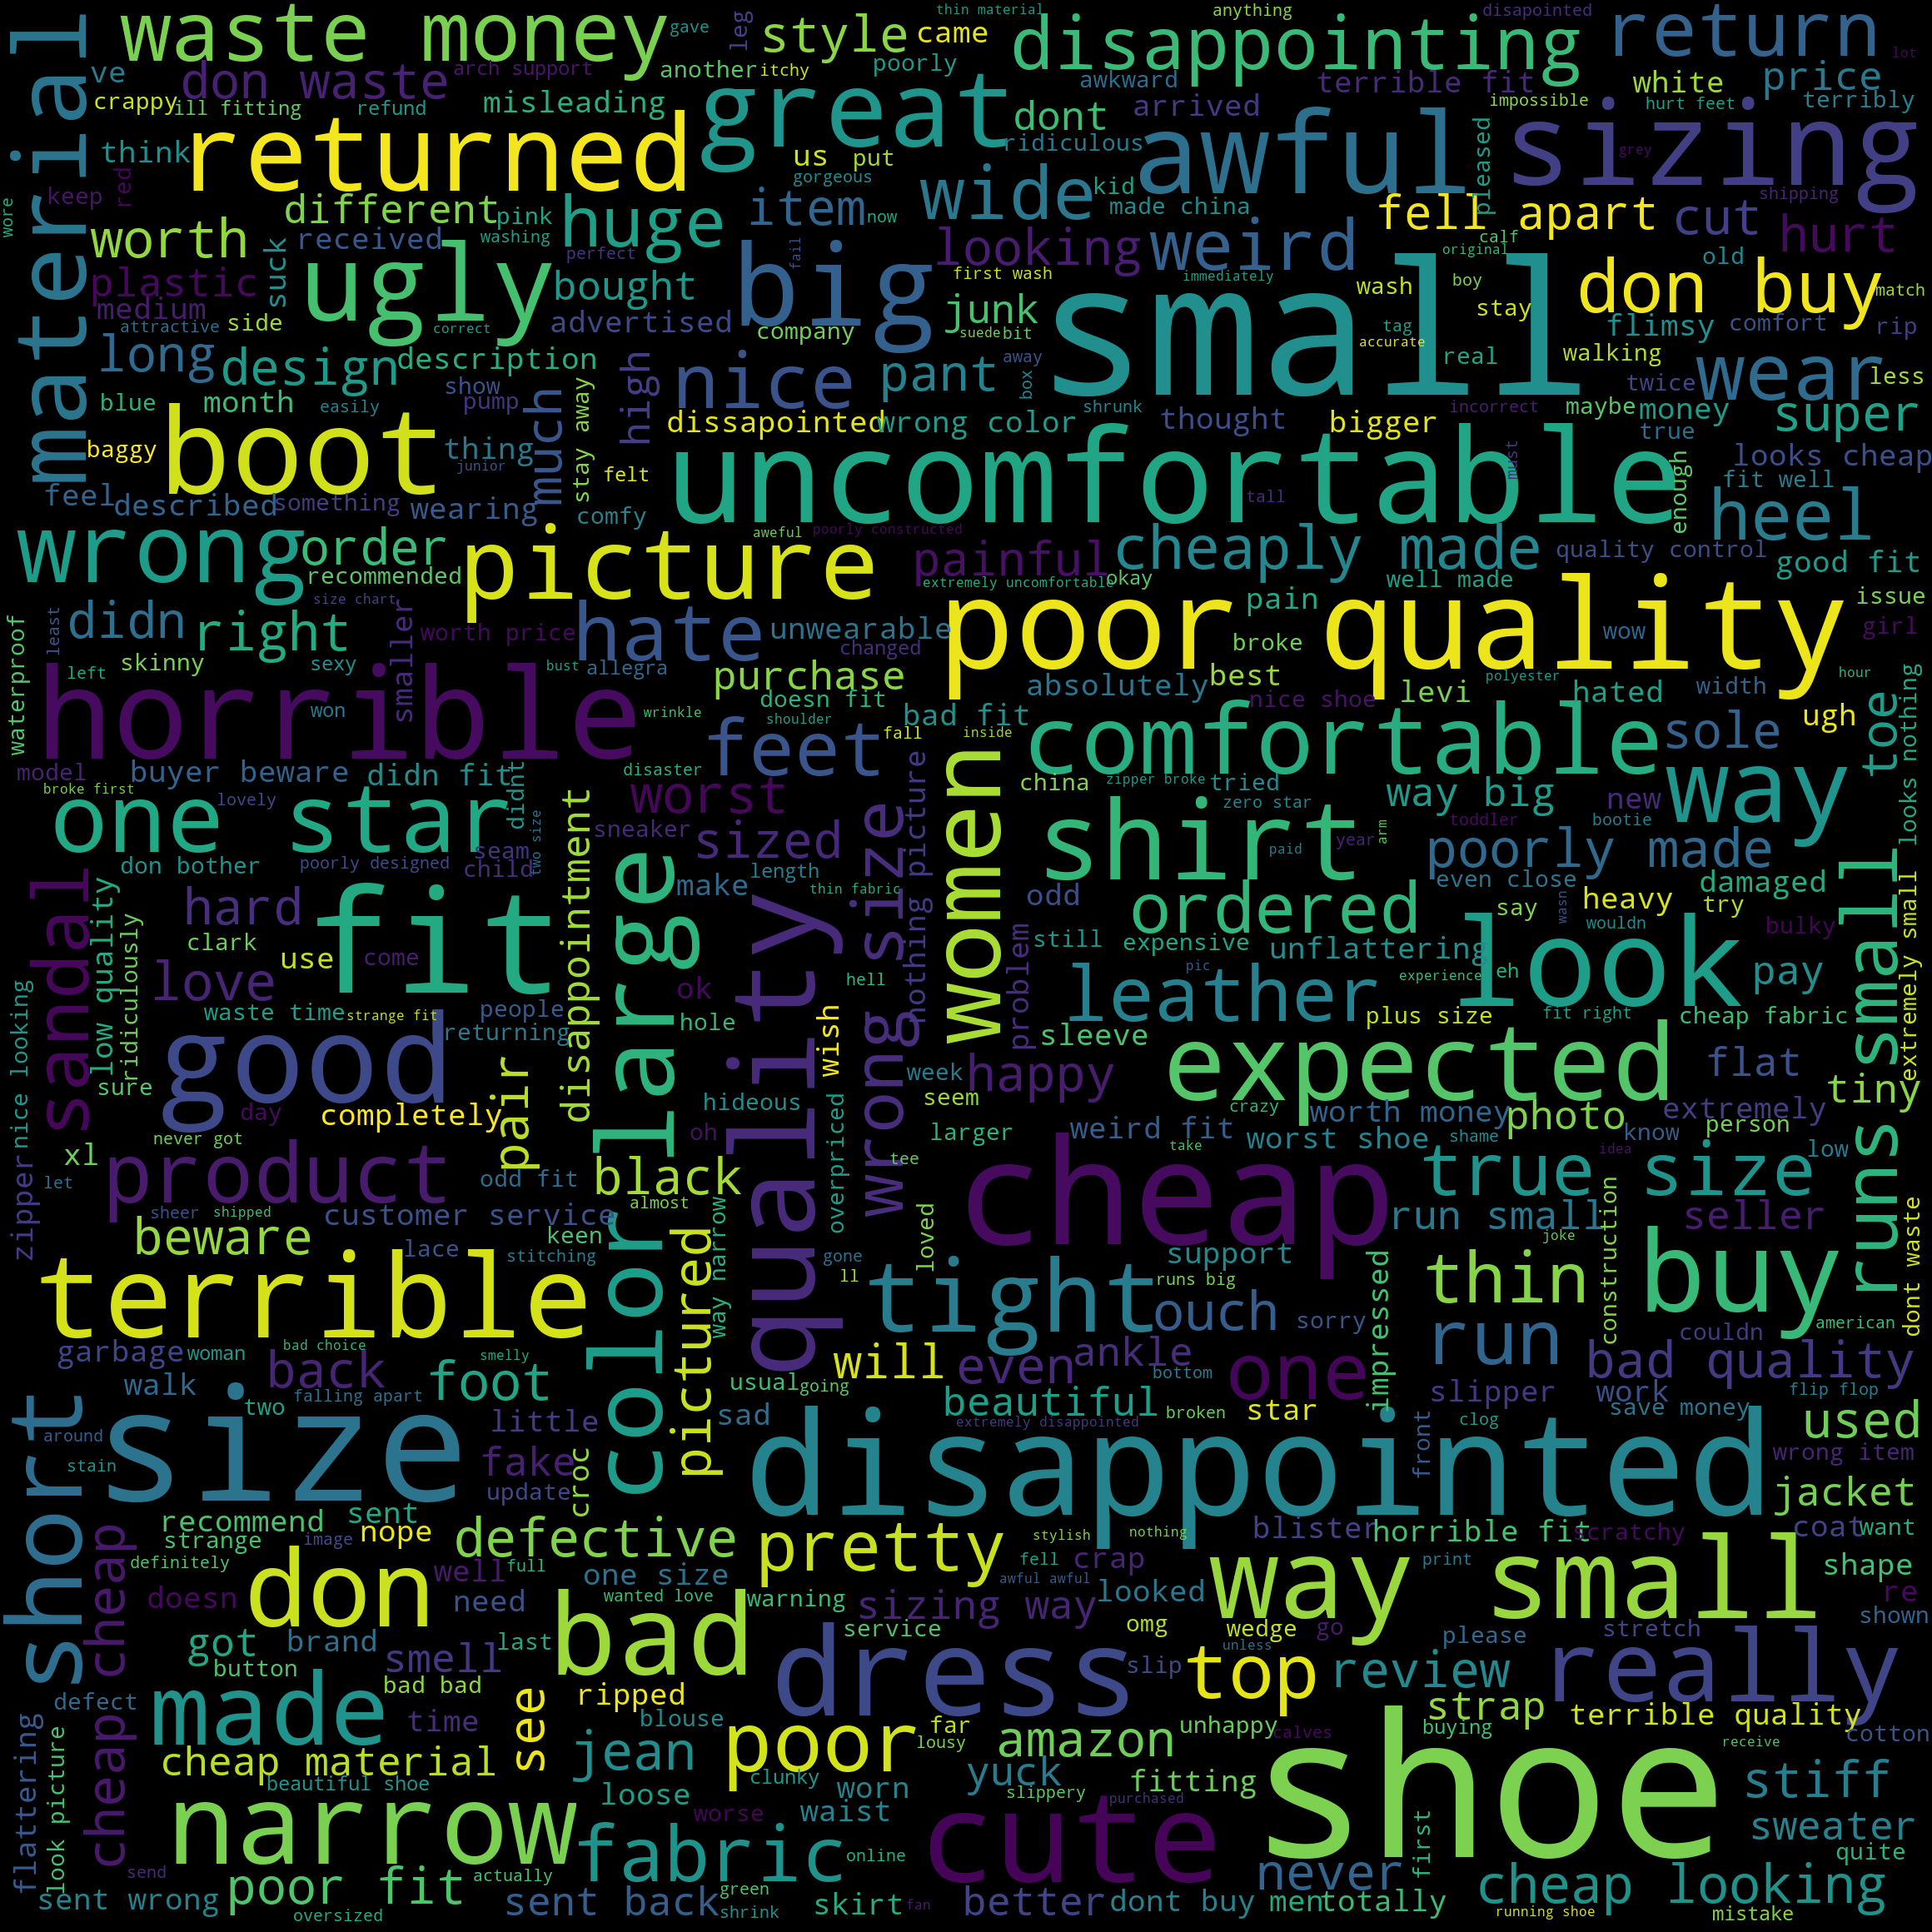 waste money
gave
leg
style
came
thin material
anything
disapointed
return
lot
material
ve
don waste
arch support
another
itchy
poorly
disappointing
awkward
terrible fit
white
price
crappy
ill fitting
refund
misleading
great
dont
arrived
impossible
hurt feet
terribly
think
returned
us
put
ridiculous
awful
pleased
sizing
grey
keep
red
gorgeous
wore
different
pink
huge
item
now
wide
kid
made china
shipping
fell apart
cut
hurt
worth
suck
received
washing
perfect
ugly
bought
big
fail
looking
weird
calf
original
old
plastic
medium
first wash
immediately
small
wash
boy
stay
don buy
match
attractive
side
correct
advertised
company
junk
suede
bit
tag
accurate
real
flimsy
comfort
rip
long
design
description
away
box
pant
walking
wear
less
nice
high
show
pump
much
stay away
blue
month
easily
shrunk
twice
thought
incorrect
bigger
maybe
money
super
true
boot
baggy
thing
junior
dissapointed
wrong color
felt
uncomfortable
tall
must
enough
looks cheap
feel
described
something
wearing
comfy
fit well
heel
wrong
order
picture
aweful
poorly constructed
painful
cheaply made
quality control
good fit
recommended
size chart
extremely uncomfortable
okay
well made
issue
waterproof
least
didn
right
smaller
worth price
hate
unwearable
changed
poor quality
pain
broke
wow
girl
left
skinny
sexy
bust
allegra
purchase
absolutely
best
polyester
levi
hated
width
hour
horrible
won
wrinkle
doesn fit
shoulder
bad fit
nice shoe
ugh
looks nothing
feet
fall
inside
comfortable
sole
toe
model
buyer beware
didn fit
disaster
women
china
zipper broke
tried
way
broke first
lovely
one star
didnt
two size
disappointment
worst
sneaker
sized
wrong size
nothing picture
zero star
way big
new
toddler
bootie
shirt
paid
year
arm
poorly made
don bother
poorly designed
seam
child
sandal
low quality
ridiculously
hard
fit
large
make
length
thin fabric
odd
ordered
even close
heavy
damaged
try
say
wasn
wouldn
bulky
runs small
extremely small
clark
use
come
love
quality
hell
problem
still
expensive
unflattering
pic
experience
eh
look
pay
leather
ok
hole
wish
nice looking
waste time
strange fit
people
returning
good
pair
sleeve
plus size
fit right
cheap fabric
week
happy
expected
flat
tiny
sure
day
completely
hideous
seem
crazy
worth money
photo
extremely
never got
oh
overpriced
larger
weird fit
worst shoe
shame
know
person
low
xl
zipper
let
product
odd fit
black
tee
take
cheap
true size
idea
dont waste
sheer
shipped
customer service
almost
color
way narrow
loved
run small
seller
beware
keen
lace
stitching
pictured
gone
ll
support
runs big
joke
impressed
thin
construction
buy
american
terrible
tight
ouch
sorry
couldn
garbage
woman
bad choice
smelly
will
even
ankle
bottom
one
run
bad quality
short
walk
back
falling apart
foot
usual
going
beautiful
slipper
work
flip flop
two
size
little
sad
extremely disappointed
broken
star
save money
used
around
stain
fake
croc
update
disappointed
front
clog
wrong item
jacket
recommend
sent
strange
image
nope
defective
pretty
stylish
nothing
blister
horrible fit
scratchy
coat
want
cheap cheap
definitely
don
well
full
one size
fell
crap
awful awful
looked
way small
print
shape
doesn
need
bad
wanted love
warning
sizing way
re
shown
got
brand
last
service
omg
wedge
go
please
stretch
button
smell
dress
unless
slip
top
review
really
flattering
look picture
defect
made
bad bad
time
see
ripped
blouse
poor
far
lousy
amazon
unhappy
calves
strap
buying
terrible quality
cotton
cheap material
beautiful shoe
jean
clunky
yuck
fitting
shoe
receive
stiff
narrow
loose
worse
worn
waist
slippery
purchased
cute
first
sweater
fabric
online
never
quite
send
sent wrong
poor fit
actually
oversized
sent back
green
shrink
skirt
fan
better
dont buy
men
totally
cheap looking
running shoe
mistake